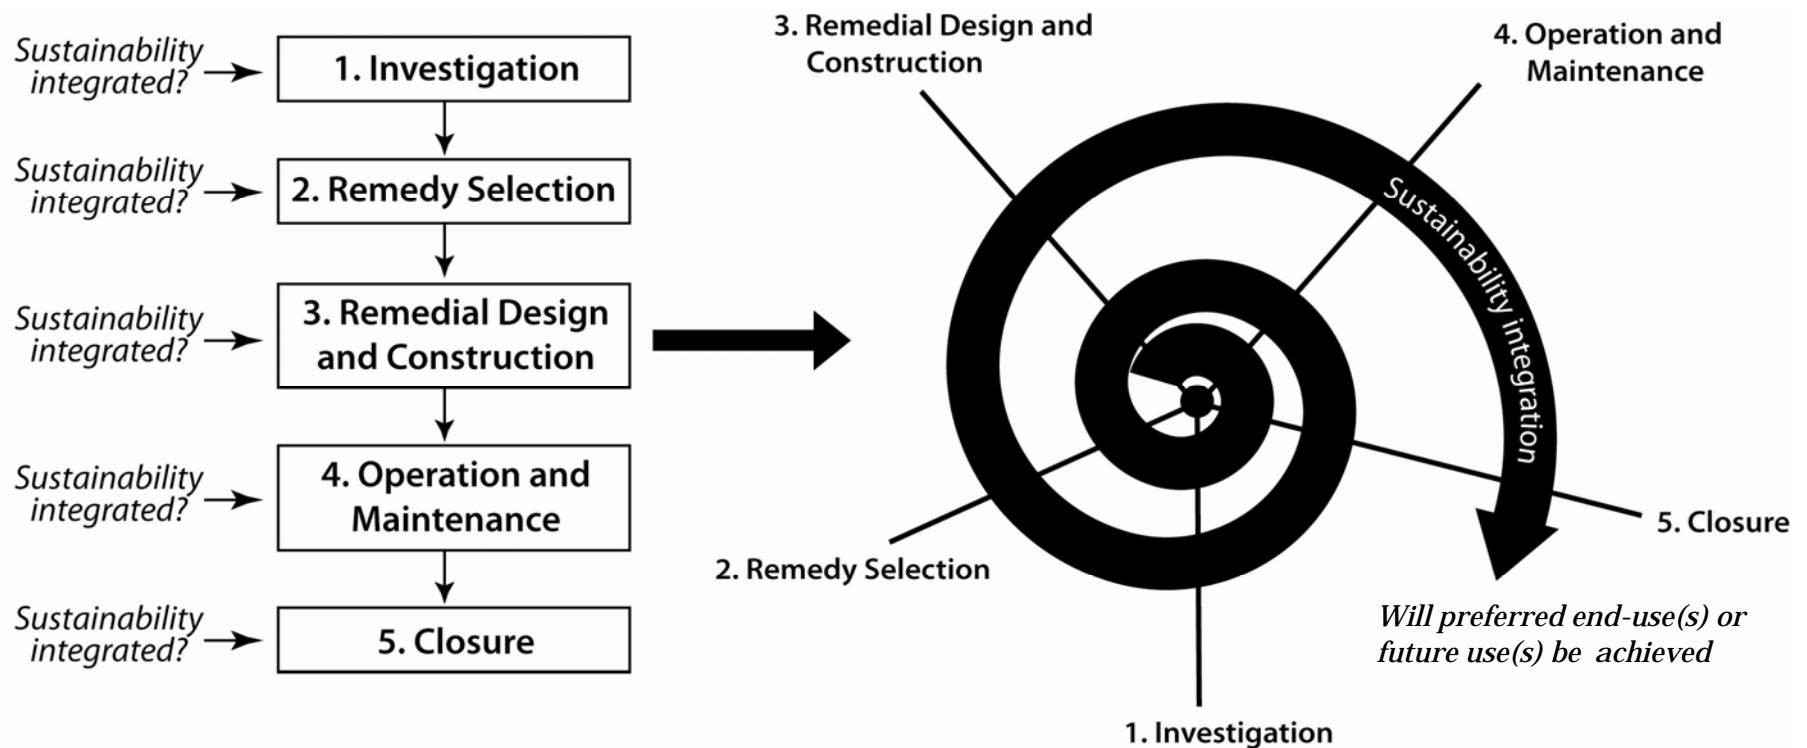 Sustainability
integrated?
1. Investigation
Sustainability
integrated?
2. Remedy Selection
Sustainability
integrated?
3. Remedial Design
and Construction
Sustainability
integrated?
4. Operation and
Maintenance
Sustainability
integrated?
5. Closure
3. Remedial Design and
Construction
4. Operation and
Maintenance
Sustainability integration
5. Closure
2. Remedy Selection
Will preferred end-use(s) or
future use(s) be achieved
1. Investigation